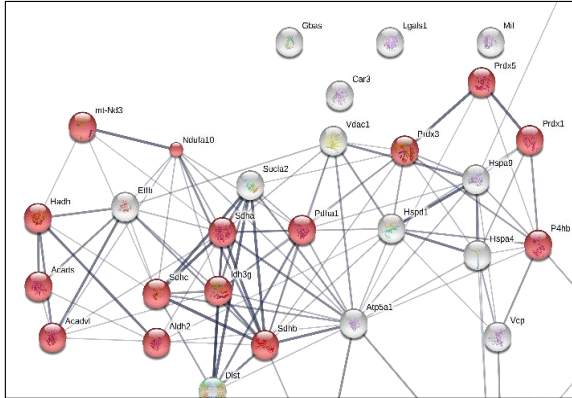 Gbas
Lgals1
Mif
Prdx5
Car3
mt-Nd3
Vdac1
Prdx3
Prdx1
Ndufa10
Sucla2
Hspa9
Hadh
Etfb
Sdha
Pdha1
Hspd1
P4hb
Hspa4
Acads
Sdhc
Idh3g
Atp5a1
Acadvl
Aldh2
Sdhb
Vcp
Dlst